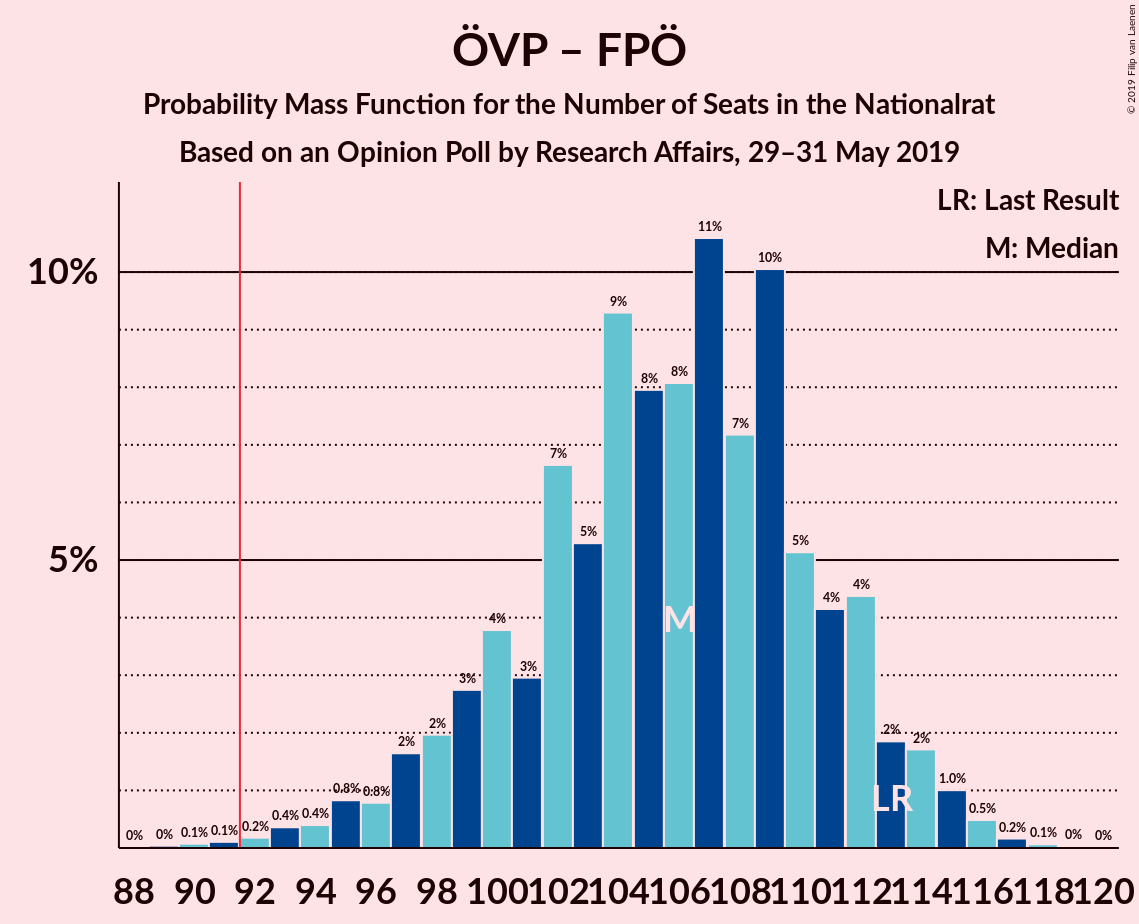 ÖVP – FPÖ
Probability Mass Function for the Number of Seats in the Nationalrat
Based on an Opinion Poll by Research Affairs, 29–31 May 2019
© 2019 Filip van Laenen
LR: Last Result
M: Median
10%
5%
0% 0% 0.1% 0.1% 0.2% 0.4% 0.4% 0.8% 0.8% 2% 2% 3% 4% 3% 7% 5% 9% 8% 8% 11% 7% 10% 5% 4% 4% 2% 2% 1.0% 0.5% 0.2% 0.1% 0% 0%
M
LR
88 90 92 94 96 98 100 102 104 106 108 110 112 114 116 118 120